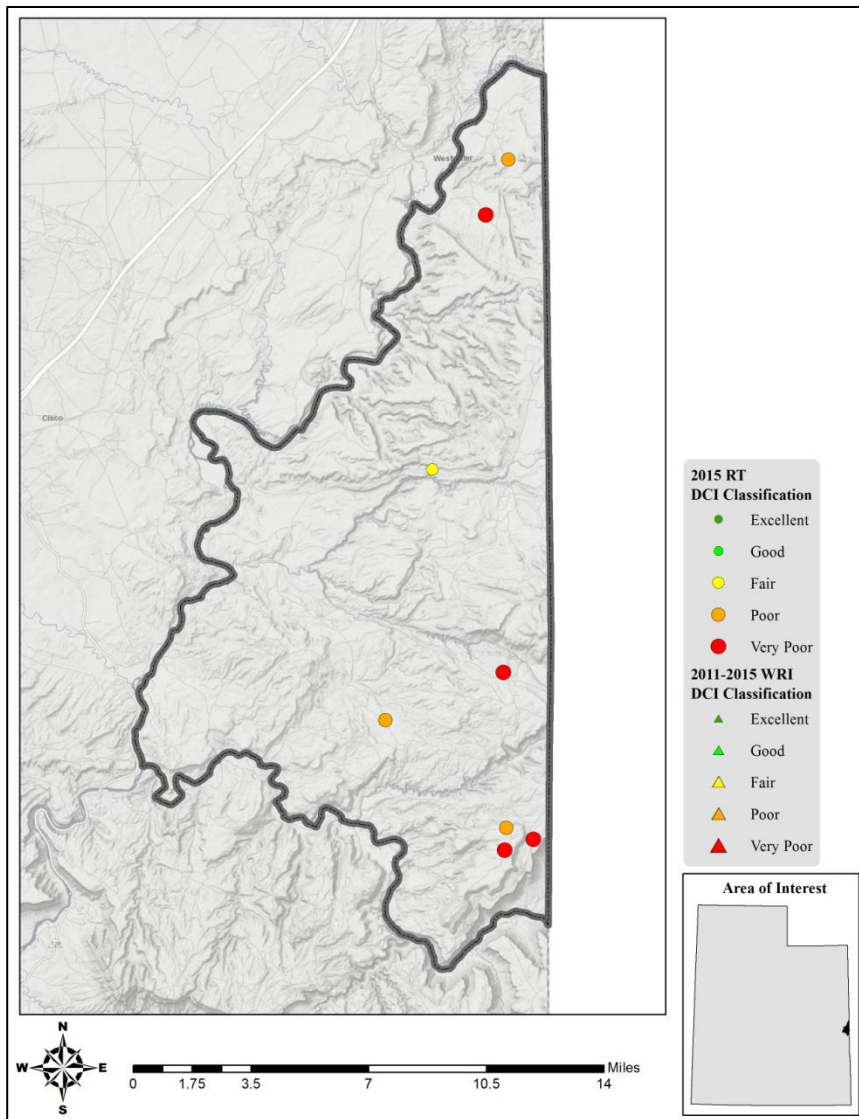 Cisco
2015 RT
DCI Classification
Excellent
Good
Fair
Poor
Very Poor
2011-2015 WRI
DCI Classification
Excellent
Good
Fair
Poor
Very Poor
Area of Interest
N
W E
S
Miles
0 1.75 3.5 7 10.5 14